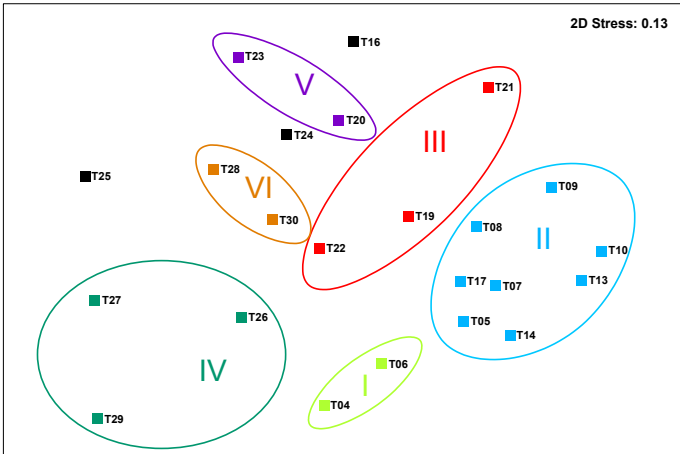 2D Stress: 0.13
T16
T23
V
T21
T20
T24
III
T28
T25
VI
T09
T19
T30
T08
II
T22
T10
T17
T07
T13
T27
T26
T05
T14
T06
IV
I
T04
T29